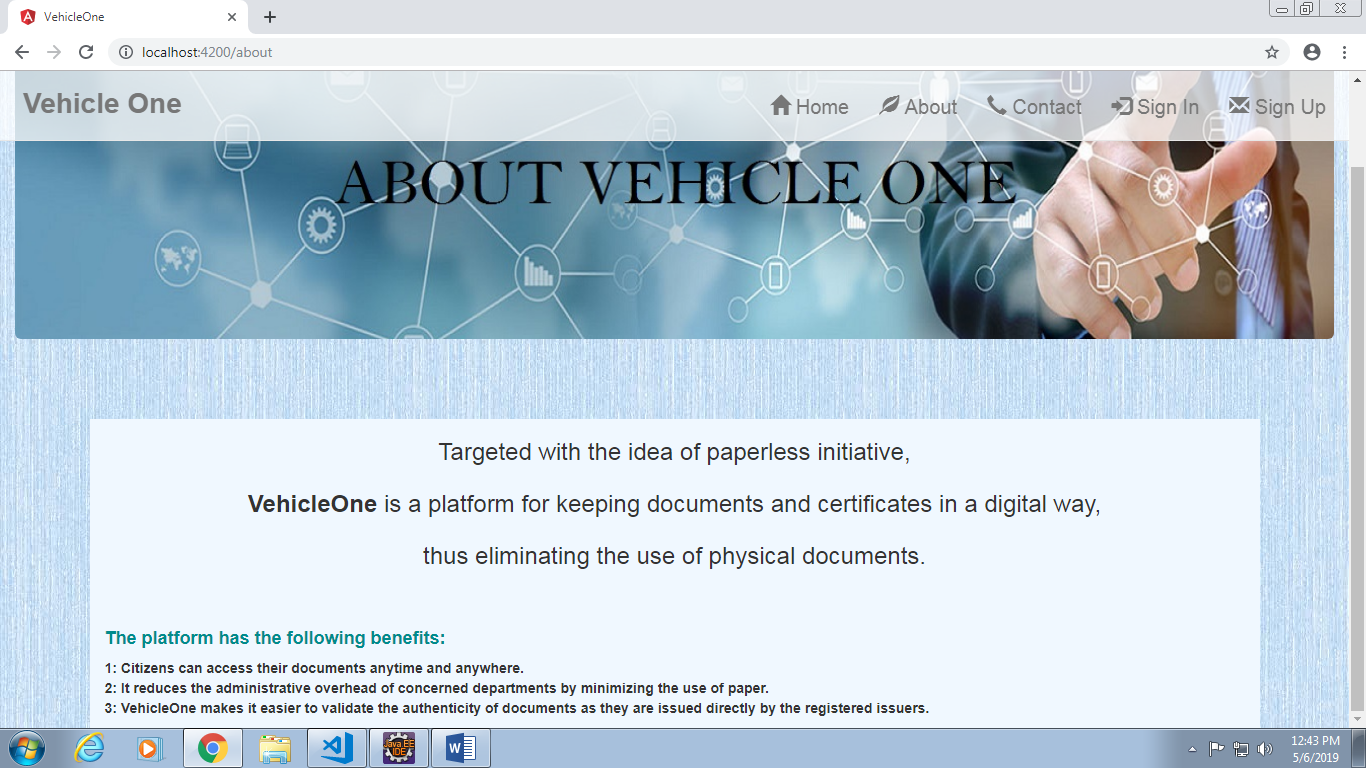 VehicleOne
localhost:4200/about
Vehicle One
Home
About
Contact
Sign In
Sign Up
ABOUT VEHICLE ONE
Targeted with the idea of paperless initiative,
VehicleOne is a platform for keeping documents and certificates in a digital way,
thus eliminating the use of physical documents.
The platform has the following benefits:
1: Citizens can access their documents anytime and anywhere.
2: It reduces the administrative overhead of concerned departments by minimizing the use of paper.
3: VehicleOne makes it easier to validate the authenticity of documents as they are issued directly by the registered issuers.
Java EE
IDE
12:43 PM
5/6/2019